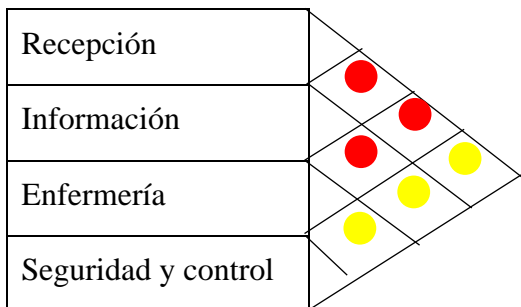 Recepción
Información
Enfermería
Seguridad y control